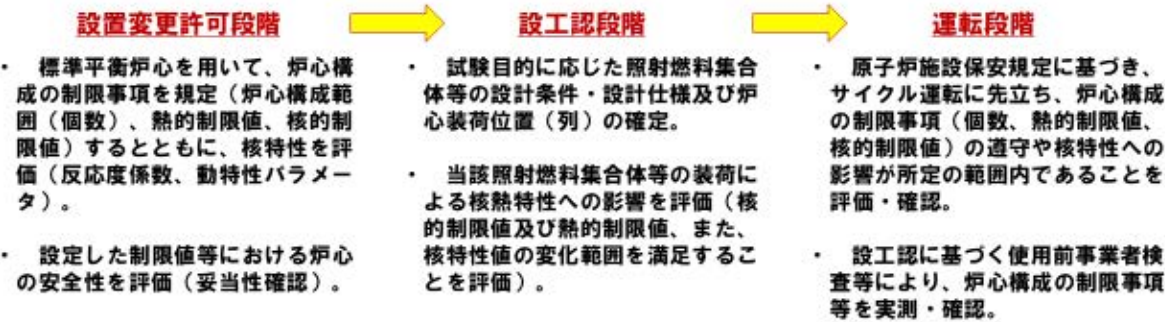 設置変更許可段階
・ 標準平衡炉心を用いて、炉心構
成の制限事項を規定（炉心構成範
囲（個数）、熱的制限値、核的制
限値）するとともに、核特性を評
価（反応度係数、動特性パラメー
タ）。
・ 設定した制限値等における炉心
の安全性を評価（妥当性確認）。
設工認段階
・ 試験目的に応じた照射燃料集合
体等の設計条件・設計仕様及び炉
心装荷位置（列）の確定。
・ 当該照射燃料集合体等の装荷に
よる核熱特性への影響を評価（核
的制限値及び熱的制限値、また、
核特性値の変化範囲を満足するこ
とを評価）。
運転段階
・ 原子炉施設保安規定に基づき、
サイクル運転に先立ち、炉心構成
の制限事項（個数、熱的制限値、
核的制限値）の遵守や核特性への
影響が所定の範囲内であることを
評価・確認。
・ 設工認に基づく使用前事業者検
査等により、炉心構成の制限事項
等を実測・確認。